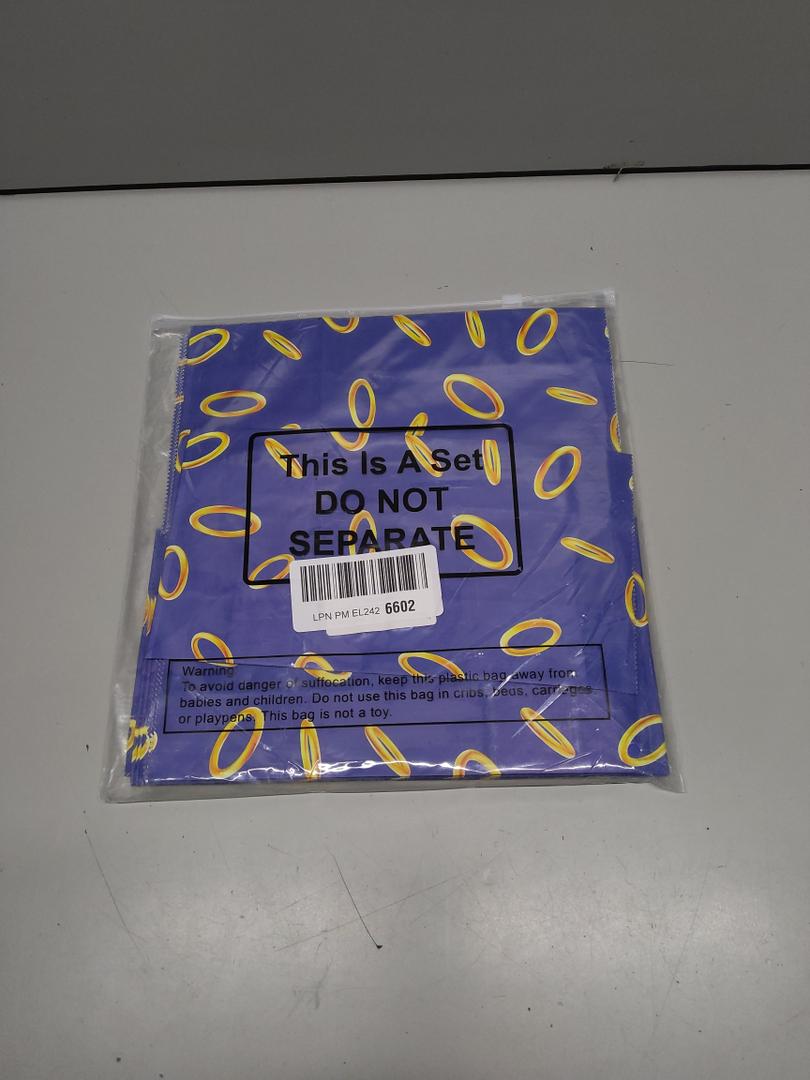 This Is A Set
DO NOT
SEPARATE
LPN PM EL242 6602
Warning:
To avoid danger of suffocation, keep this plastic bag away from
babies and children. Do not use this bag in cribs, beds, carriages
or playpens. This bag is not a toy.